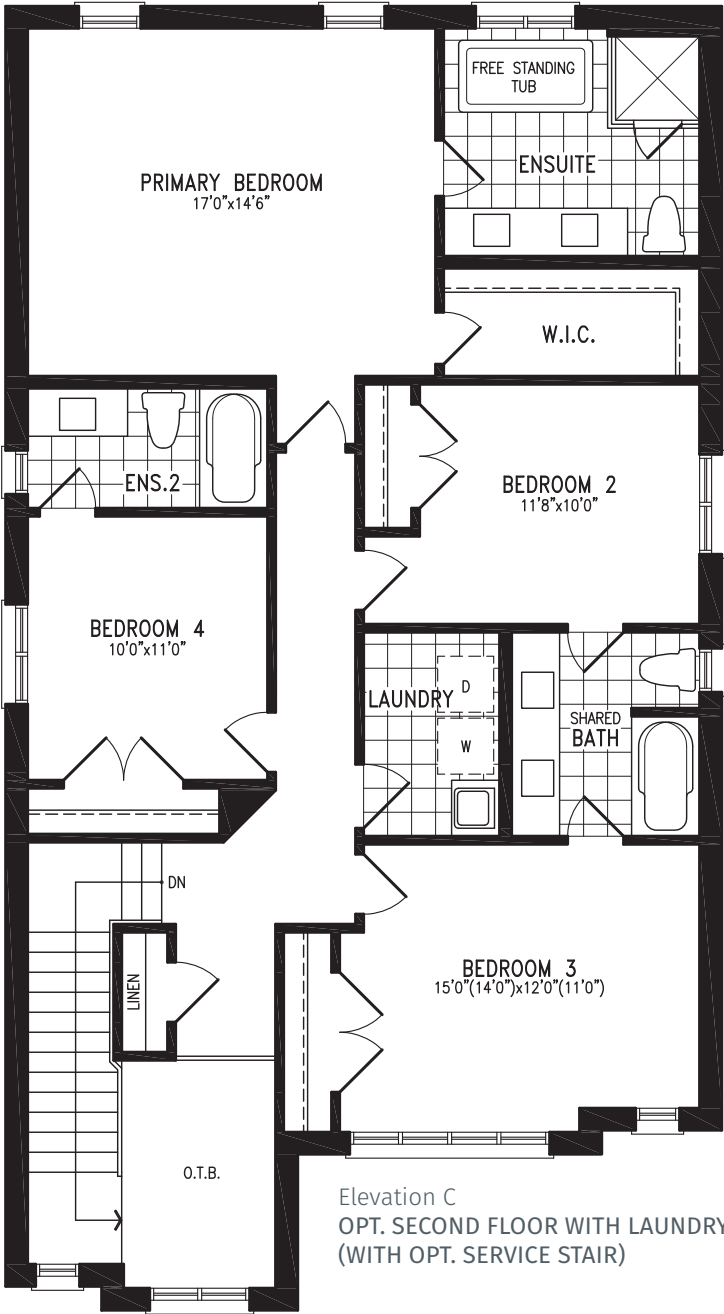 FREE STANDING
TUB
ENSUITE
PRIMARY BEDROOM
17'0"x14'6"
W.I.C.
ENS.2
BEDROOM 2
11'8"x10'0"
BEDROOM 4
10'0"x11'0"
LAUNDRY
D
W
SHARED
BATH
DN
LINEN
BEDROOM 3
15'0"(14'0")x12'0"(11'0")
O.T.B.
Elevation C
OPT. SECOND FLOOR WITH LAUNDRY
(WITH OPT. SERVICE STAIR)